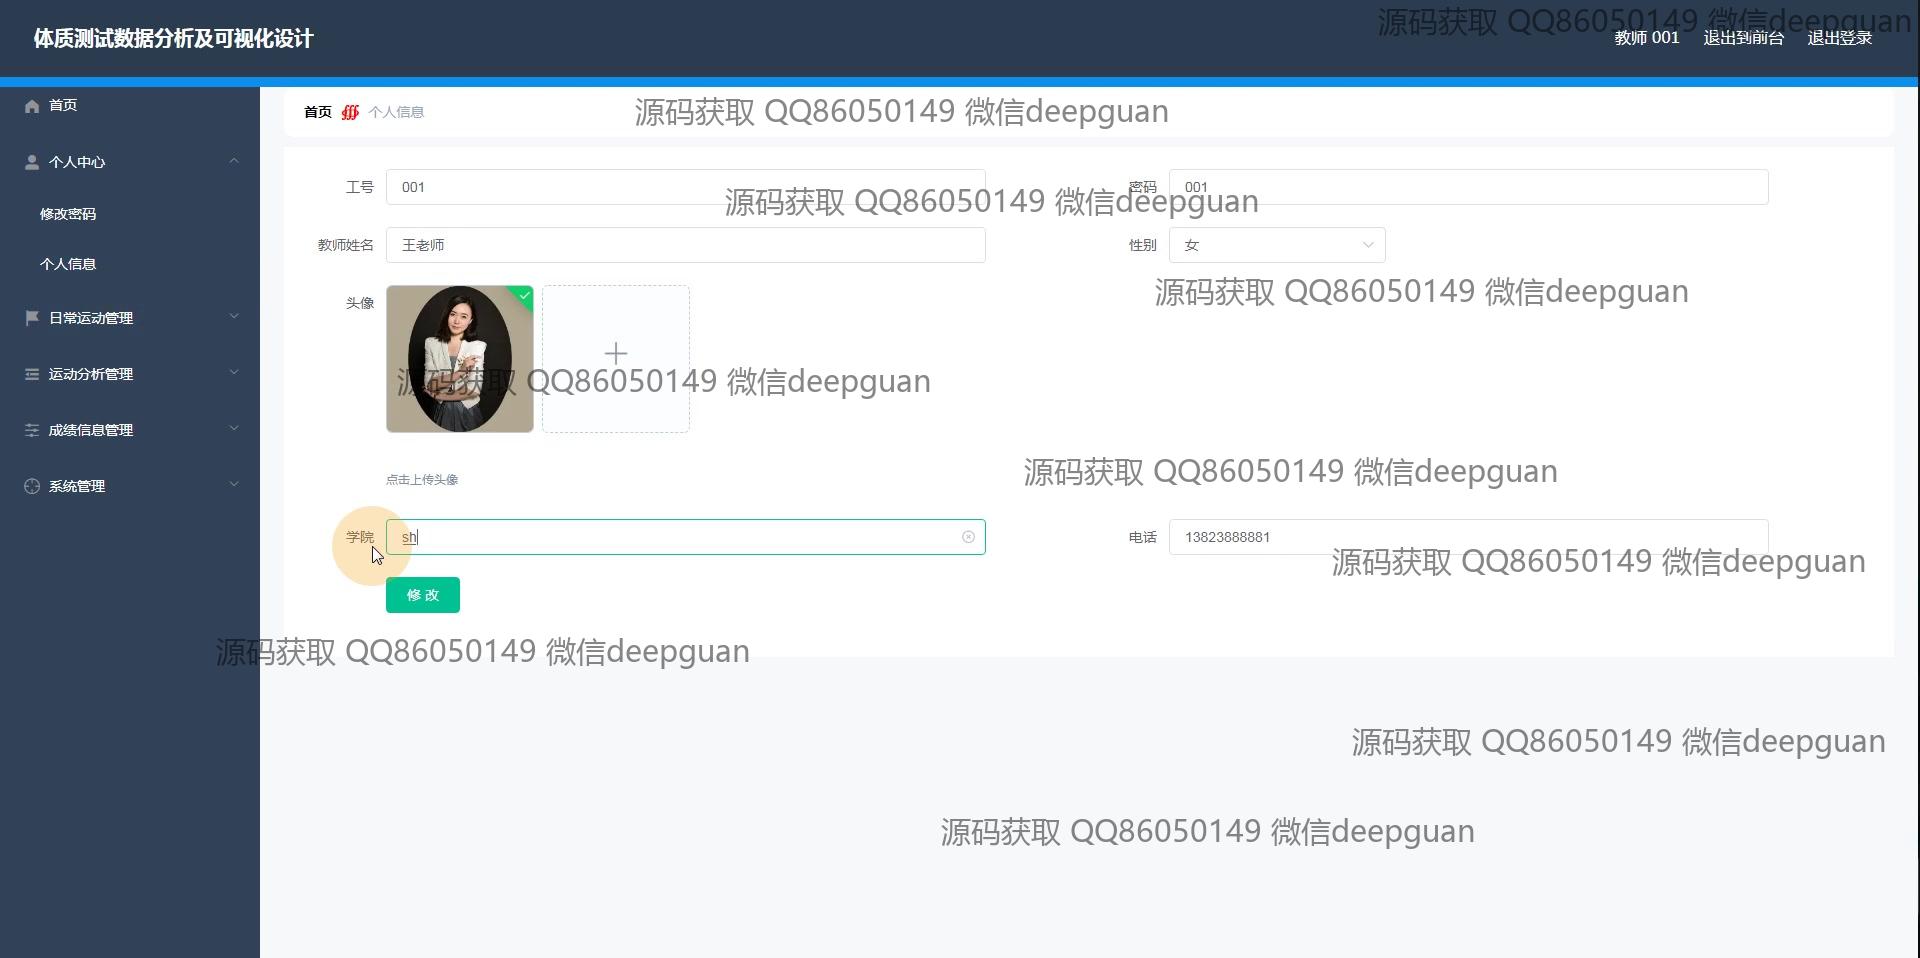 体质测试数据分析及可视化设计
源码获取 QQ86050149 微信deepguan
教师 001
退出到前台
退出登录
首页
个人中心
修改密码
个人信息
日常运动管理
运动分析管理
成绩信息管理
系统管理
首页
个人信息
源码获取 QQ86050149 微信deepguan
工号
001
密码
001
源码获取 QQ86050149 微信deepguan
教师姓名
王老师
性别
女
源码获取 QQ86050149 微信deepguan
头像
源码获取 QQ86050149 微信deepguan
点击上传头像
源码获取 QQ86050149 微信deepguan
学院
sh
电话
13823888881
源码获取 QQ86050149 微信deepguan
修改
源码获取 QQ86050149 微信deepguan
源码获取 QQ86050149 微信deepguan
源码获取 QQ86050149 微信deepguan